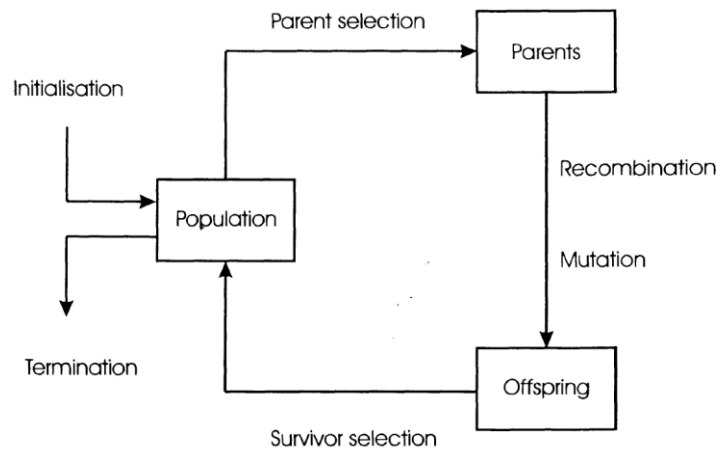 Parent selection
Parents
Initialisation
Recombination
Population
Mutation
Termination
Offspring
Survivor selection